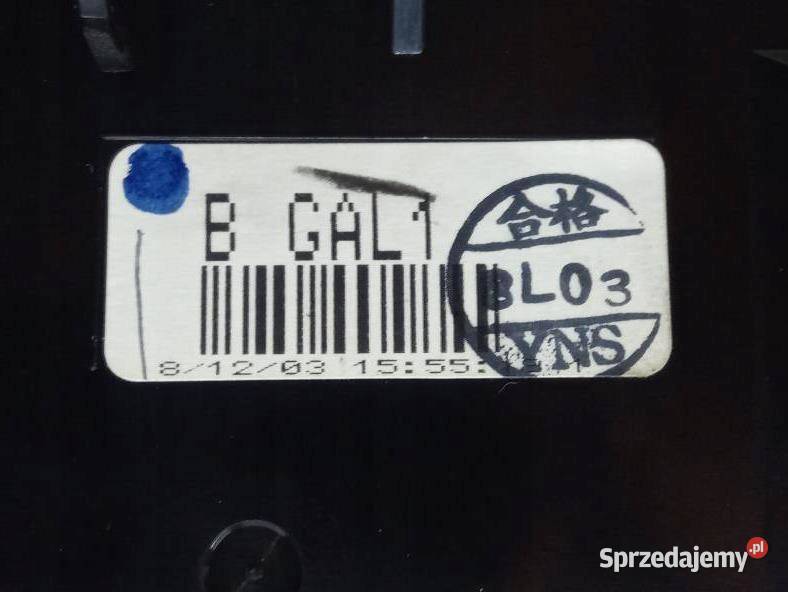 B GAL1
合格
BL03
YNS
8/12/03 15:55:
Sprzedajemy.pl